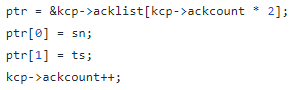 ptr = &kcp->acklist[kcp->ackcount * 2];
ptr[0] = sn;
ptr[1] = ts;
kcp->ackcount++;